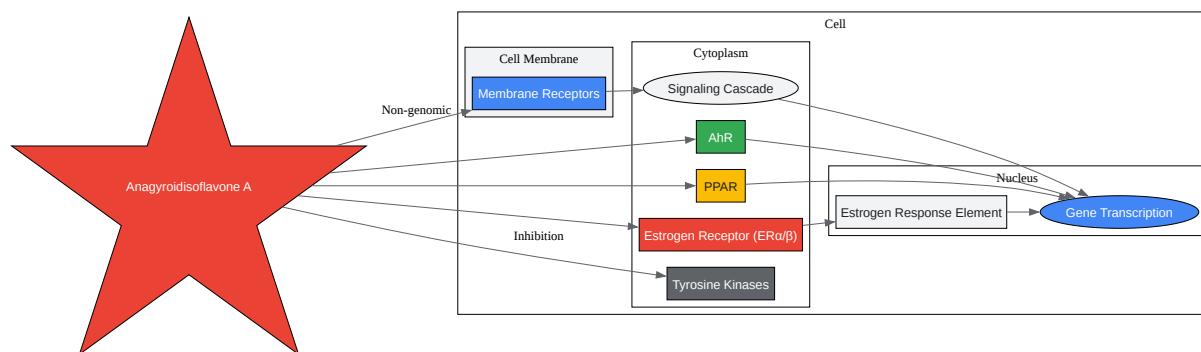 Cell
Cytoplasm
Cell Membrane
Membrane Receptors
Signaling Cascade
Non-genomic
AhR
Nucleus
Anagyroidisoflavone A
PPAR
Estrogen Response Element
Gene Transcription
Inhibition
Estrogen Receptor (ERα/β)
Tyrosine Kinases